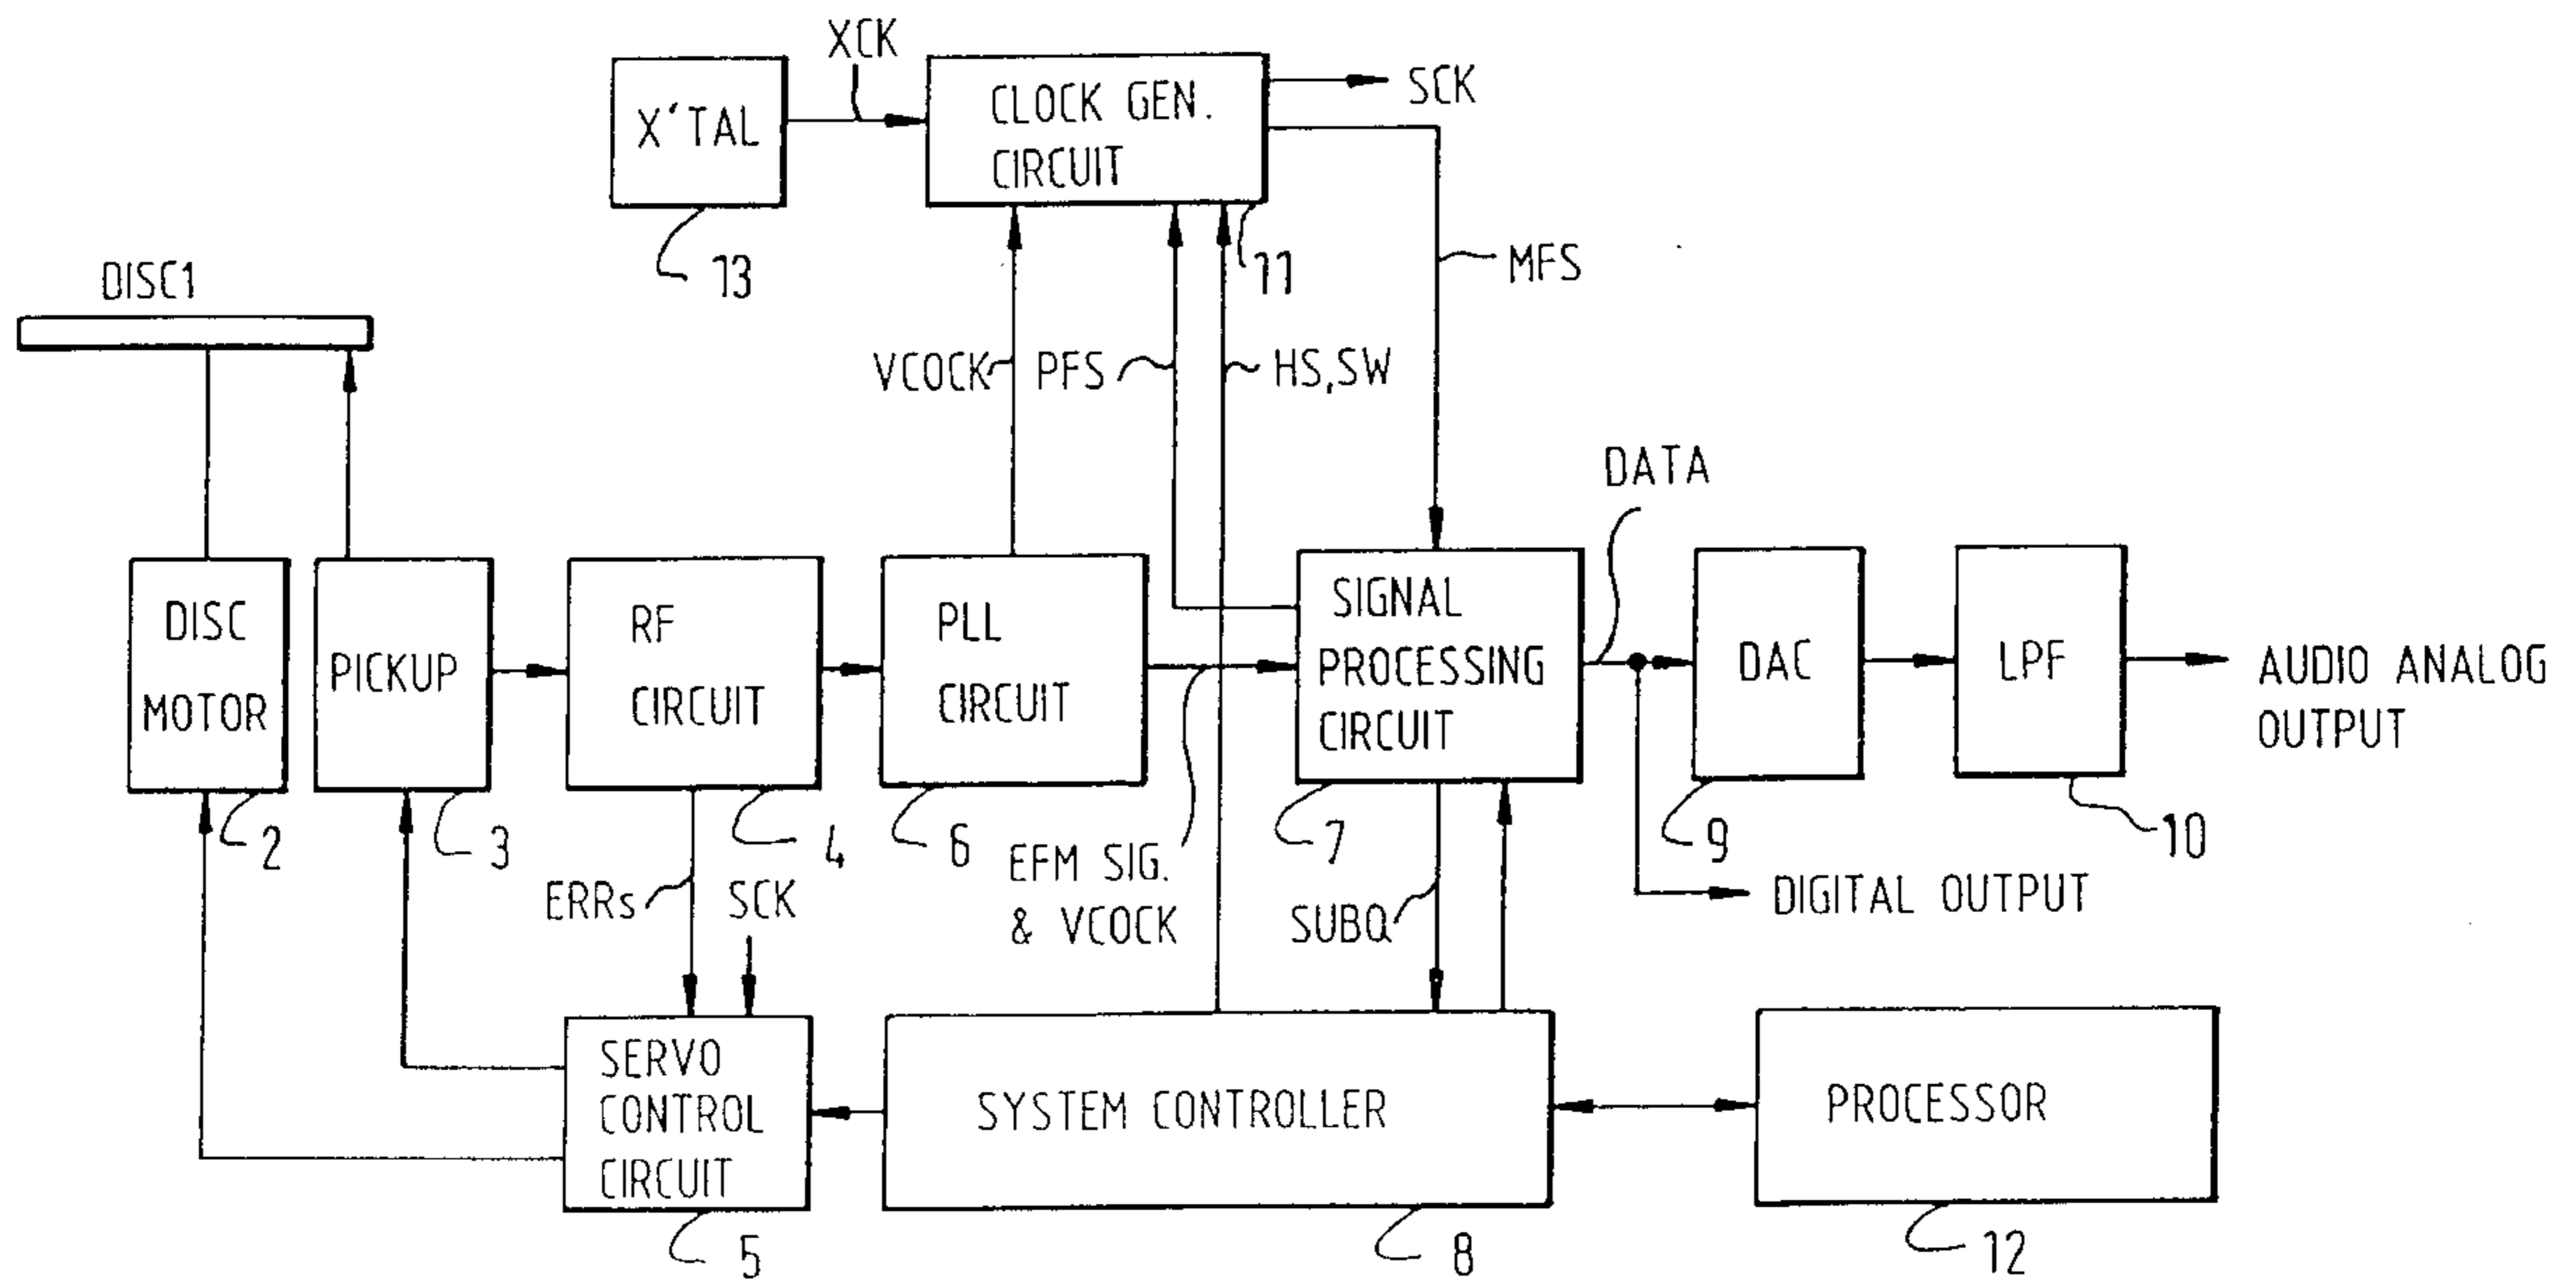 XCK
X'TAL
CLOCK GEN.
CIRCUIT
SCK
13
11
MFS
DISC1
VCOCK
PFS
HS,SW
DATA
DISC
MOTOR
PICKUP
RF
CIRCUIT
PLL
CIRCUIT
SIGNAL
PROCESSING
CIRCUIT
DAC
LPF
AUDIO ANALOG
OUTPUT
2
3
4
6
7
9
10
ERRs
SCK
EFM SIG.
& VCOCK
SUBQ
DIGITAL OUTPUT
SERVO
CONTROL
CIRCUIT
SYSTEM CONTROLLER
PROCESSOR
5
8
12